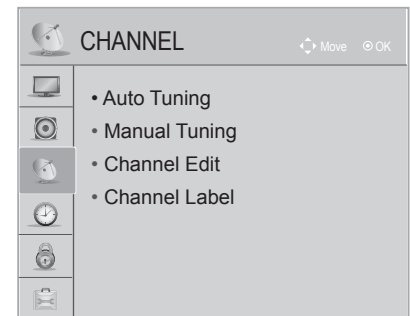 CHANNEL
Move OK
• Auto Tuning
• Manual Tuning
• Channel Edit
• Channel Label